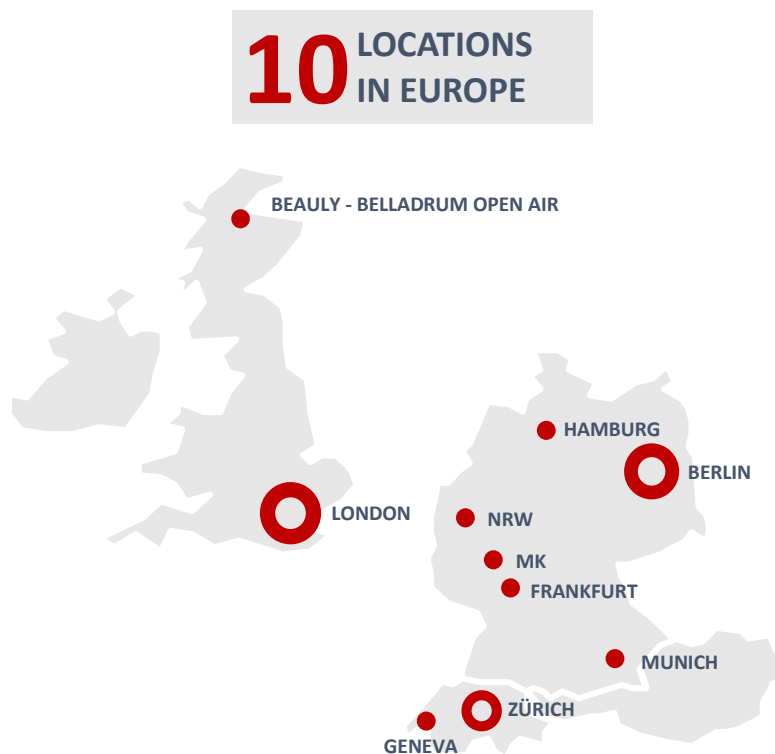 10 LOCATIONS
IN EUROPE
BEAULY - BELLADRUM OPEN AIR
HAMBURG
BERLIN
LONDON
NRW
MK
FRANKFURT
MUNICH
ZÜRICH
GENEVA